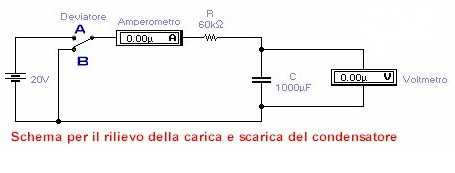 Deviatore
A
Amperometro
R
60kΩ
0.00µ A
B
20V
C
1000µF
0.00µ V
Voltmetro
Schema per il rilievo della carica e scarica del condensatore